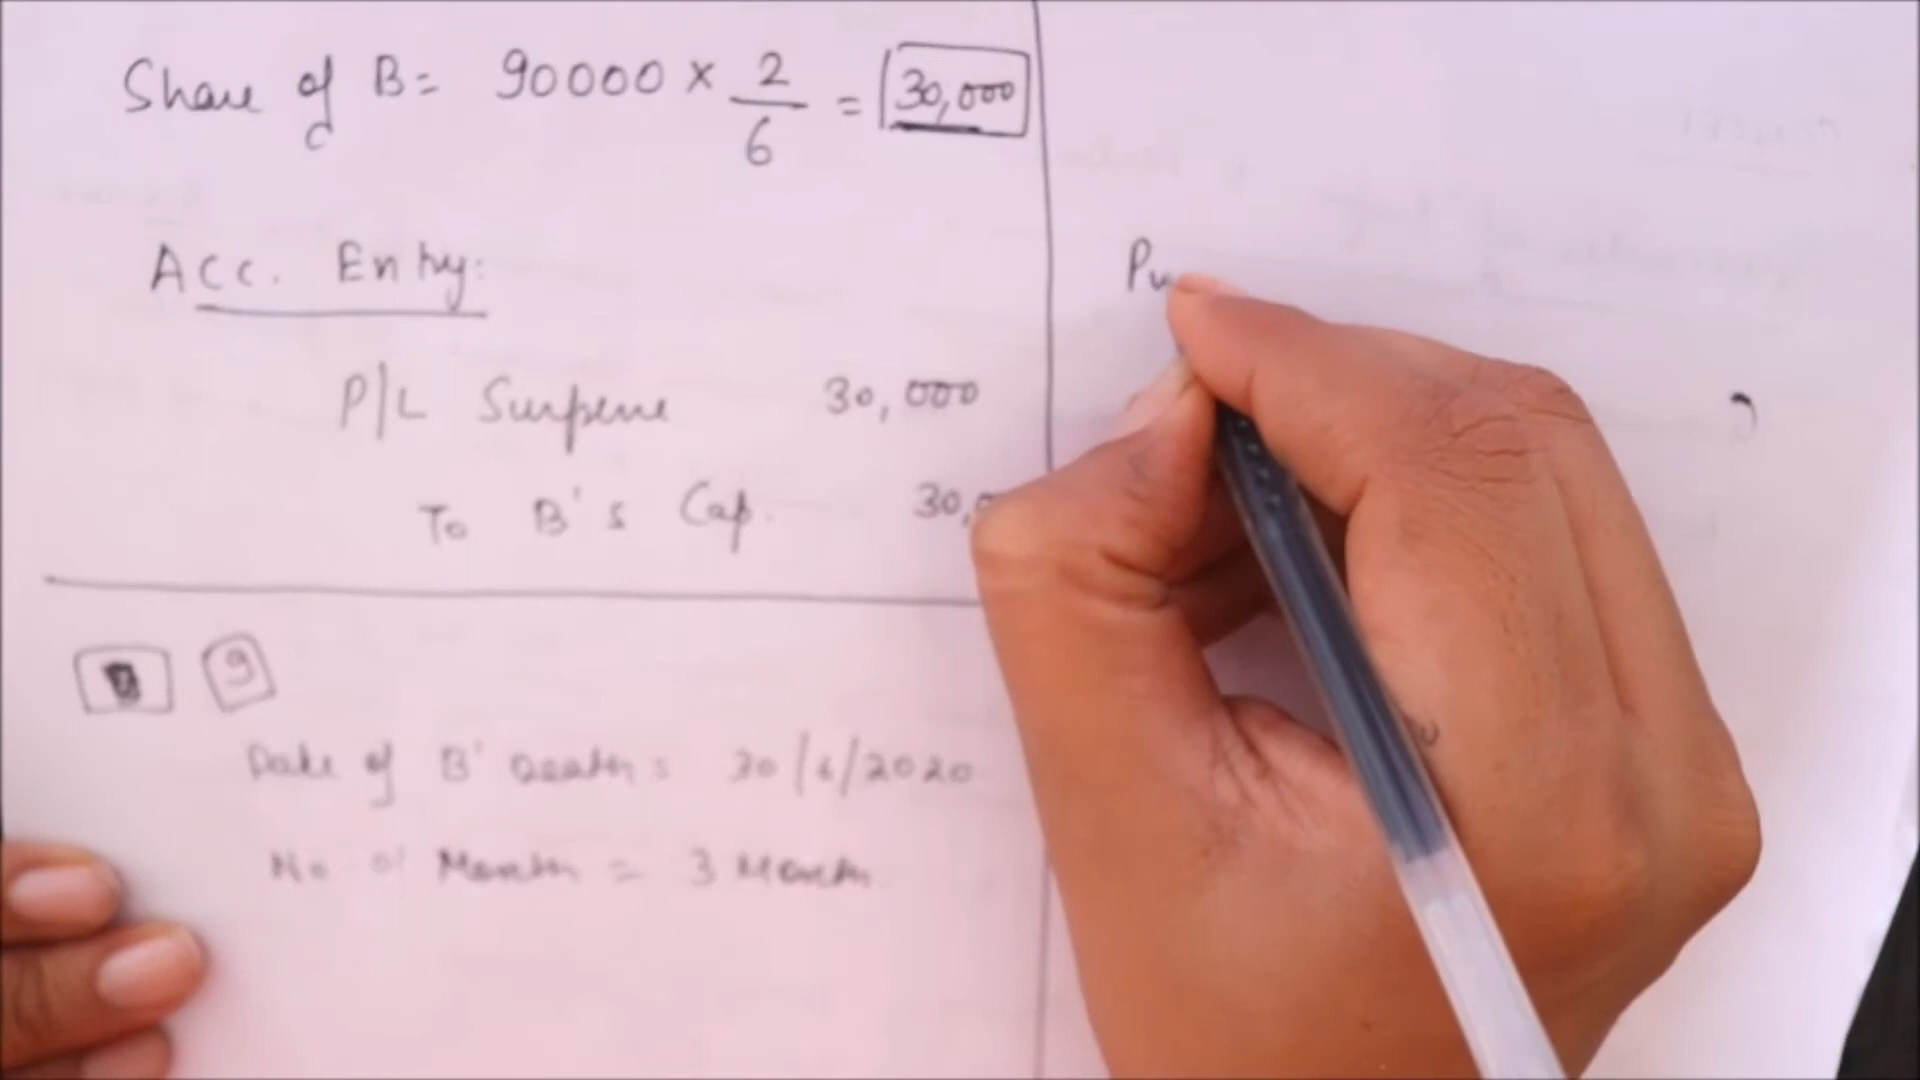 Share of B = 90000 × 2/6 = 30,000
C
Acc. Entry:
P/L Suspense 30,000
To B's Cap. 30,0
9
Date of B' Death = 30/6/2020
No of Month = 3 Month